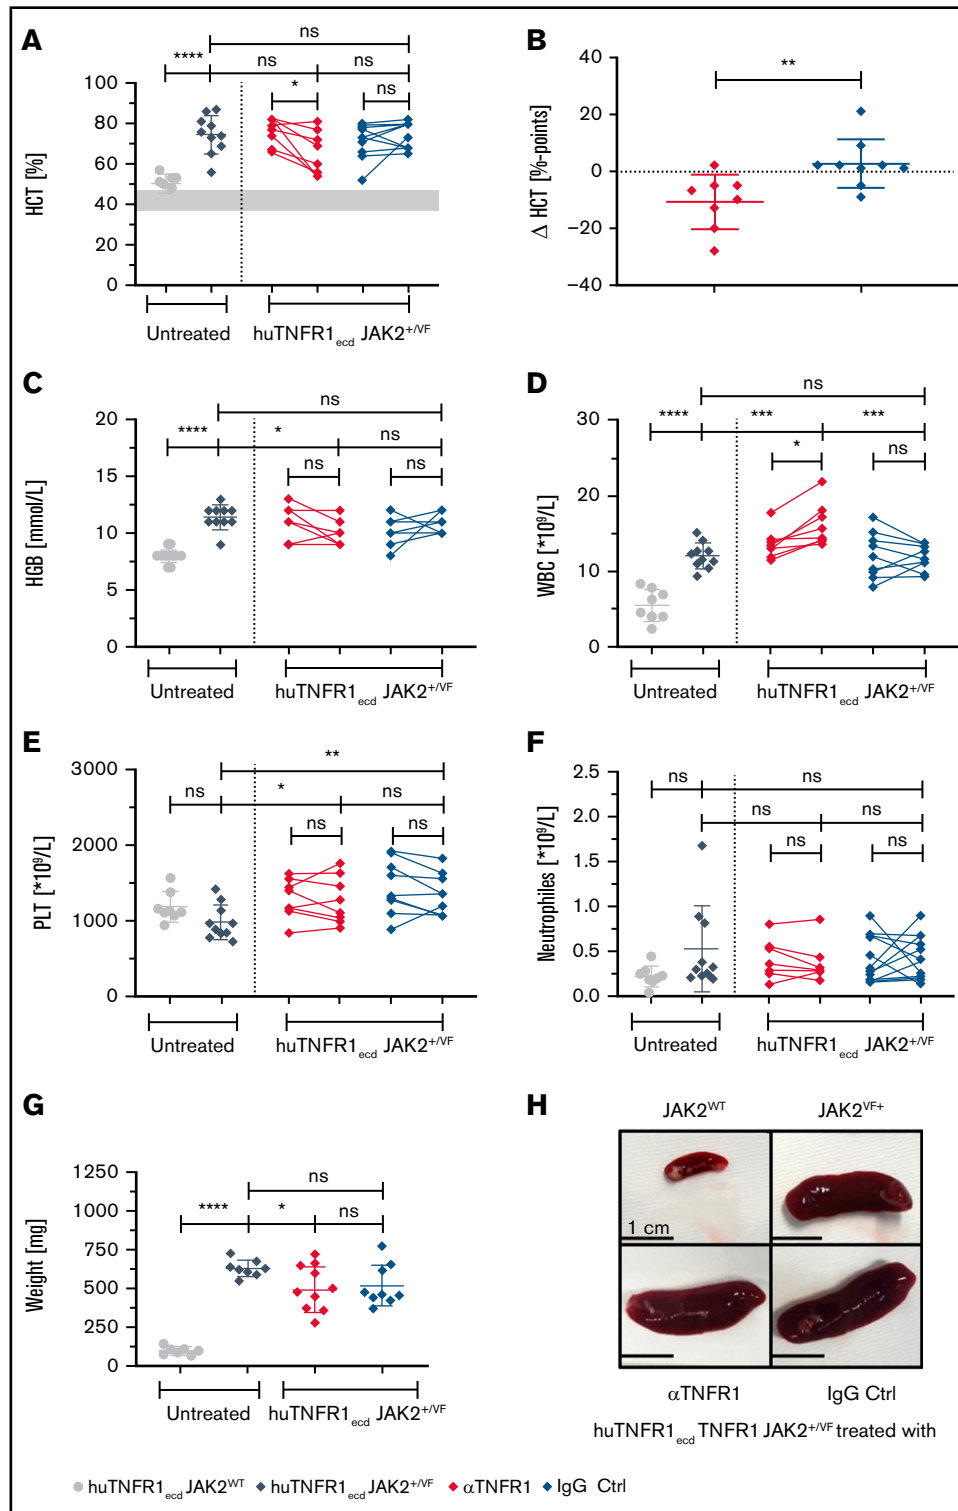 A
ns
****
ns
ns
*
ns
100
80
60
40
20
0
HCT [%]
Untreated
huTNFR1ecd JAK2+/VF
B
**
40
20
0
−20
−40
Δ HCT [%-points]
C
ns
****
*
ns
ns
ns
20
15
10
5
0
HGB [mmol/L]
Untreated
huTNFR1ecd JAK2+/VF
D
ns
****
***
***
*
ns
30
20
10
0
WBC [*10⁹/L]
Untreated
huTNFR1ecd JAK2+/VF
E
**
ns
*
ns
ns
ns
3000
2000
1000
0
PLT [*10⁹/L]
Untreated
huTNFR1ecd JAK2+/VF
F
ns
ns
ns
ns
ns
ns
2.5
2.0
1.5
1.0
0.5
0.0
Neutrophiles [*10⁹/L]
Untreated
huTNFR1ecd JAK2+/VF
G
ns
****
*
ns
1250
1000
750
500
250
0
Weight [mg]
Untreated
huTNFR1ecd JAK2+/VF
H
JAK2WT
JAK2VF+
1 cm
αTNFR1
IgG Ctrl
huTNFR1ecd TNFR1 JAK2+/VF treated with
huTNFR1ecd JAK2WT
huTNFR1ecd JAK2+/VF
αTNFR1
IgG Ctrl